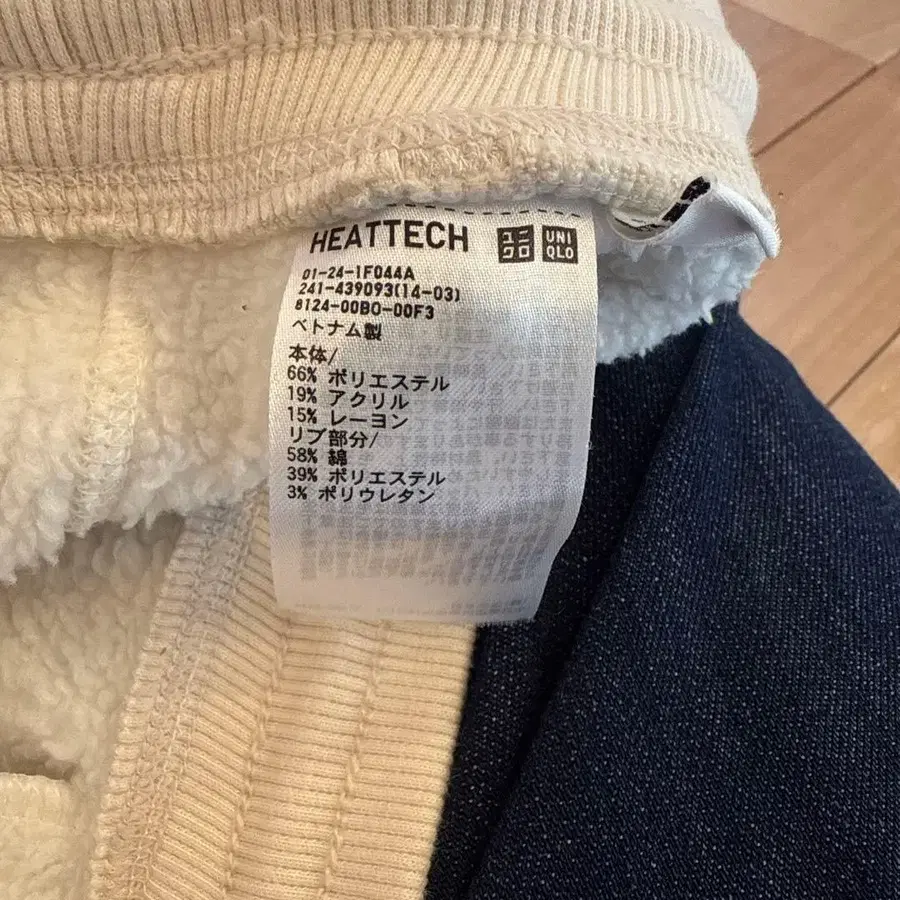 HEATTECH ユニクロ UNIQLO
01-24-1F044A
241-439093(14-03)
8124-00B0-00F3
ベトナム製
本体/
66% ポリエステル
19% アクリル
15% レーヨン
リブ部分/
58% 綿
39% ポリエステル
3% ポリウレタン